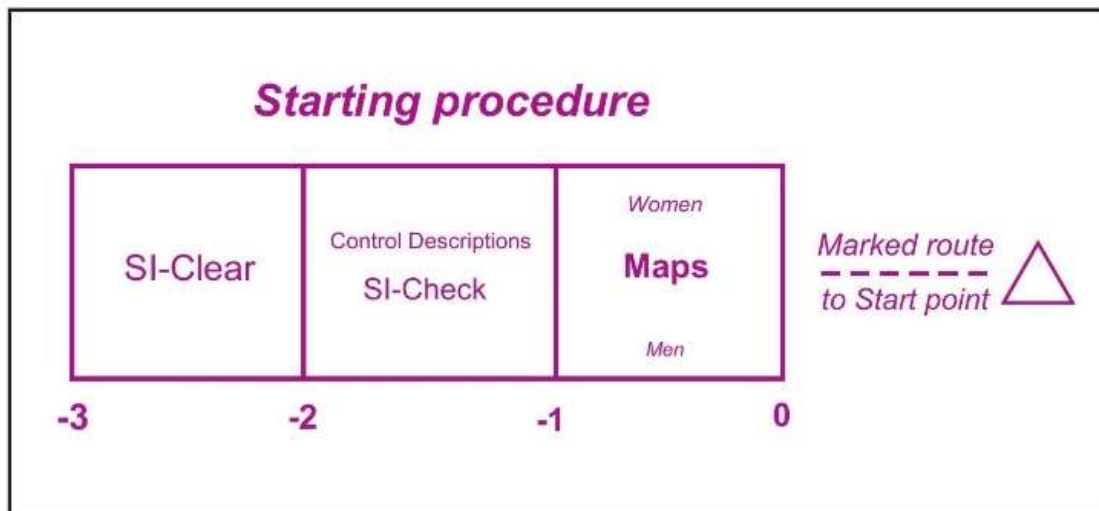 Starting procedure
SI-Clear
Control Descriptions
SI-Check
Women
Maps
Men
Marked route
to Start point
-3
-2
-1
0